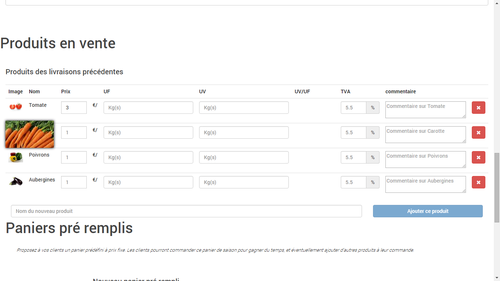 Produits en vente
Produits des livraisons précédentes
Image Nom Prix UF UV UV/UF TVA commentaire
Tomate 3 €/ Kg(s) Kg(s) 5.5 % Commentaire sur Tomate
1 €/ Kg(s) Kg(s) 5.5 % Commentaire sur Carotte
Poivrons 1 €/ Kg(s) Kg(s) 5.5 % Commentaire sur Poivrons
Aubergines 1 €/ Kg(s) Kg(s) 5.5 % Commentaire sur Aubergines
Nom du nouveau produit Ajouter ce produit
Paniers pré remplis
Proposez à vos clients un panier prédéfini à prix fixe. Les clients pourront commander ce panier de saison pour gagner du temps, et éventuellement ajouter d'autres produits à leur commande.
Nouveau panier pré rempli